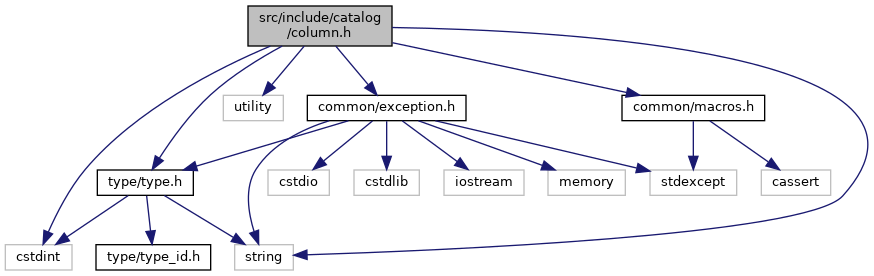 src/include/catalog
/column.h
utility
common/exception.h
common/macros.h
type/type.h
cstdio
cstdlib
iostream
memory
stdexcept
cassert
cstdint
type/type_id.h
string